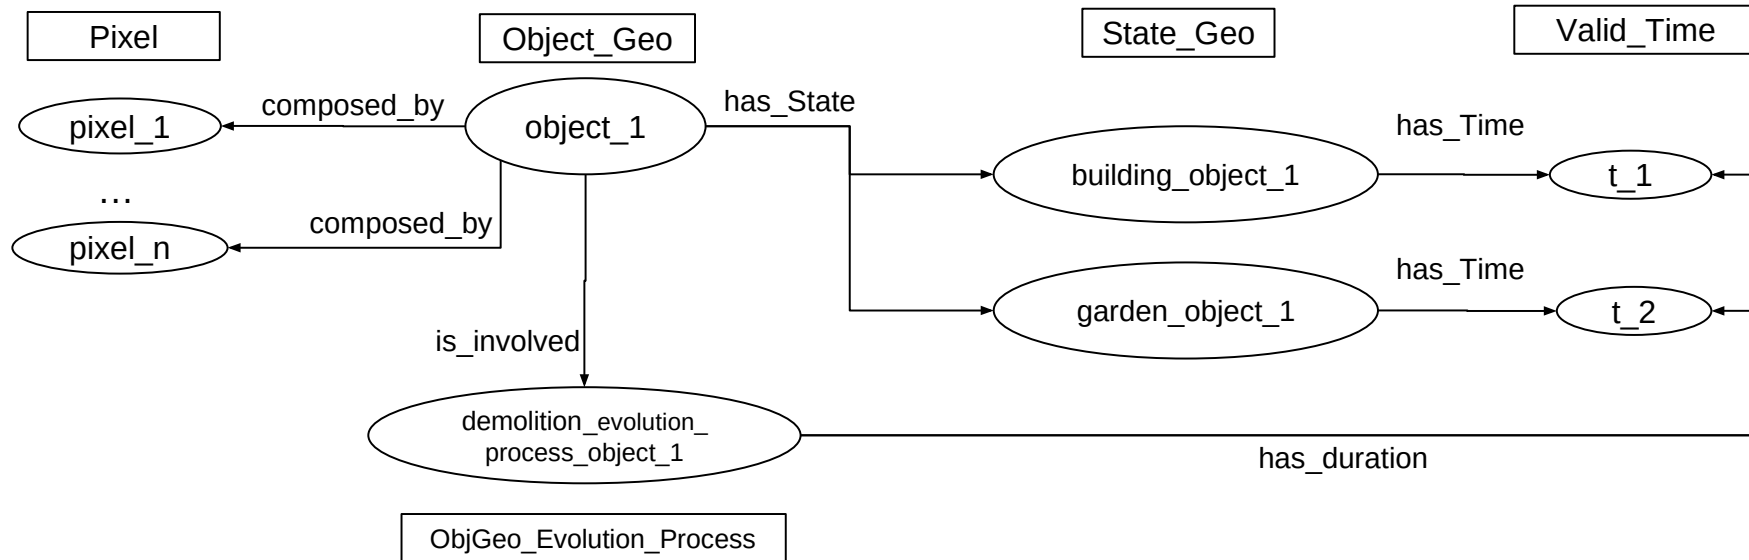 Pixel
Object_Geo
State_Geo
Valid_Time
composed_by
has_State
pixel_1
object_1
has_Time
building_object_1
t_1
...
composed_by
pixel_n
has_Time
garden_object_1
t_2
is_involved
demolition_evolution_
process_object_1
has_duration
ObjGeo_Evolution_Process